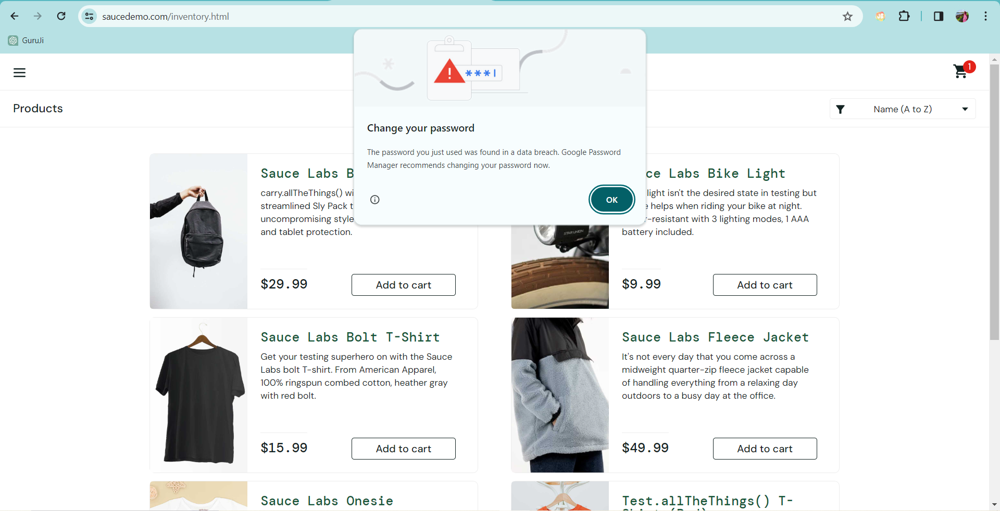 saucedemo.com/inventory.html
GuruJi
1
Products
Name (A to Z)
***|
Change your password
The password you just used was found in a data breach. Google Password
Manager recommends changing your password now.
OK
Sauce Labs B
carry.allTheThings() wi
streamlined Sly Pack t
uncompromising style
and tablet protection.
$29.99
Add to cart
ce Labs Bike Light
light isn't the desired state in testing but
helps when riding your bike at night.
-resistant with 3 lighting modes, 1 AAA
battery included.
STAR UNION
$9.99
Add to cart
Sauce Labs Bolt T-Shirt
Get your testing superhero on with the Sauce
Labs bolt T-shirt. From American Apparel,
100% ringspun combed cotton, heather gray
with red bolt.
$15.99
Add to cart
Sauce Labs Fleece Jacket
It's not every day that you come across a
midweight quarter-zip fleece jacket capable
of handling everything from a relaxing day
outdoors to a busy day at the office.
$49.99
Add to cart
Sauce Labs Onesie
Test.allTheThings() T-